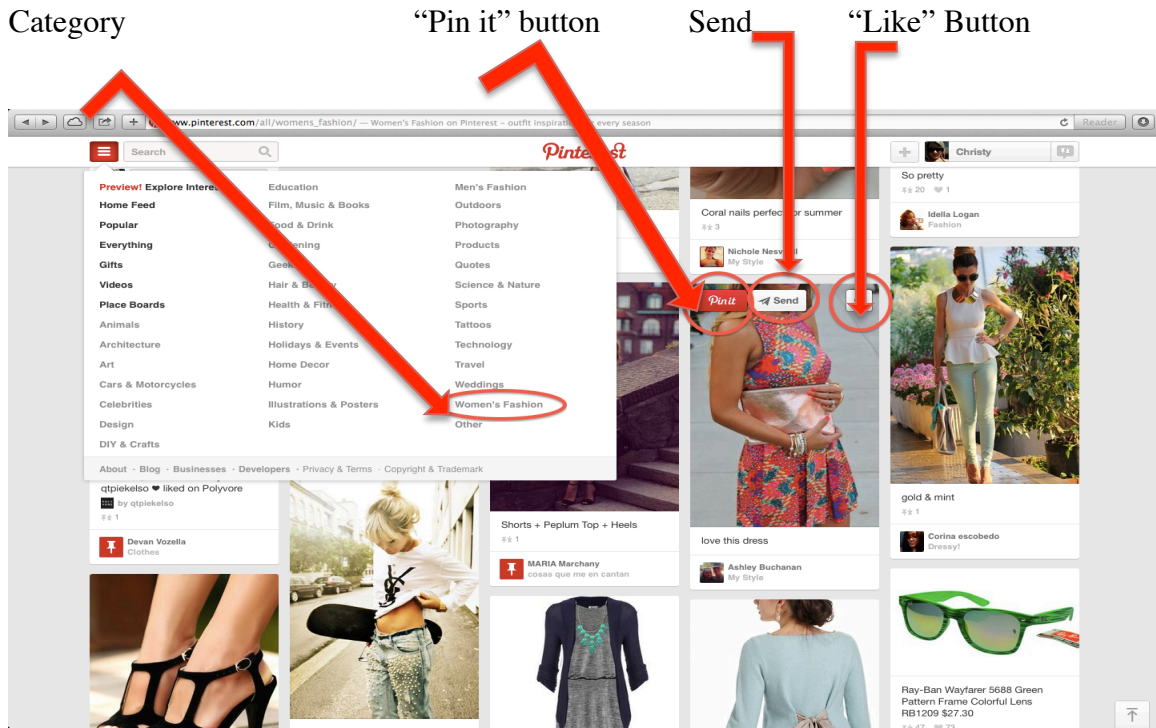 Category “Pin it” button Send “Like” Button
www.pinterest.com/all/womens_fashion/ — Women's Fashion on Pinterest – outfit every season
Reader
Search
Pinterest
Christy
Preview! Explore
Home Feed
Popular
Everything
Gifts
Videos
Place Boards
Animals
Architecture
Art
Cars & Motorcycles
Celebrities
Design
DIY & Crafts
Education
Film, Music & Books
Food & Drink
Geek
Hair &
Health &
History
Holidays & Events
Home Decor
Humor
Illustrations & Posters
Kids
Men's Fashion
Outdoors
Photography
Products
Quotes
Science & Nature
Sports
Tattoos
Technology
Travel
Weddings
Women's Fashion
Other
About · Blog · Businesses · Developers · Privacy & Terms · Copyright & Trademark
qtpiekelso ❤ liked on Polyvore
by qtpiekelso
1
Devan Vozella
Clothes
Shorts + Peplum Top + Heels
1
MARIA Marchany
cosas que me en cantan
Coral nails perfect for summer
3
Nichole
My Style
Pin it
Send
love this dress
Ashley Buchanan
My Style
So pretty
20 1
Idella Logan
Fashion
gold & mint
1
Corina escobedo
Dressy!
Ray-Ban Wayfarer 5688 Green
Pattern Frame Colorful Lens
RB1209 $27.30
47 73